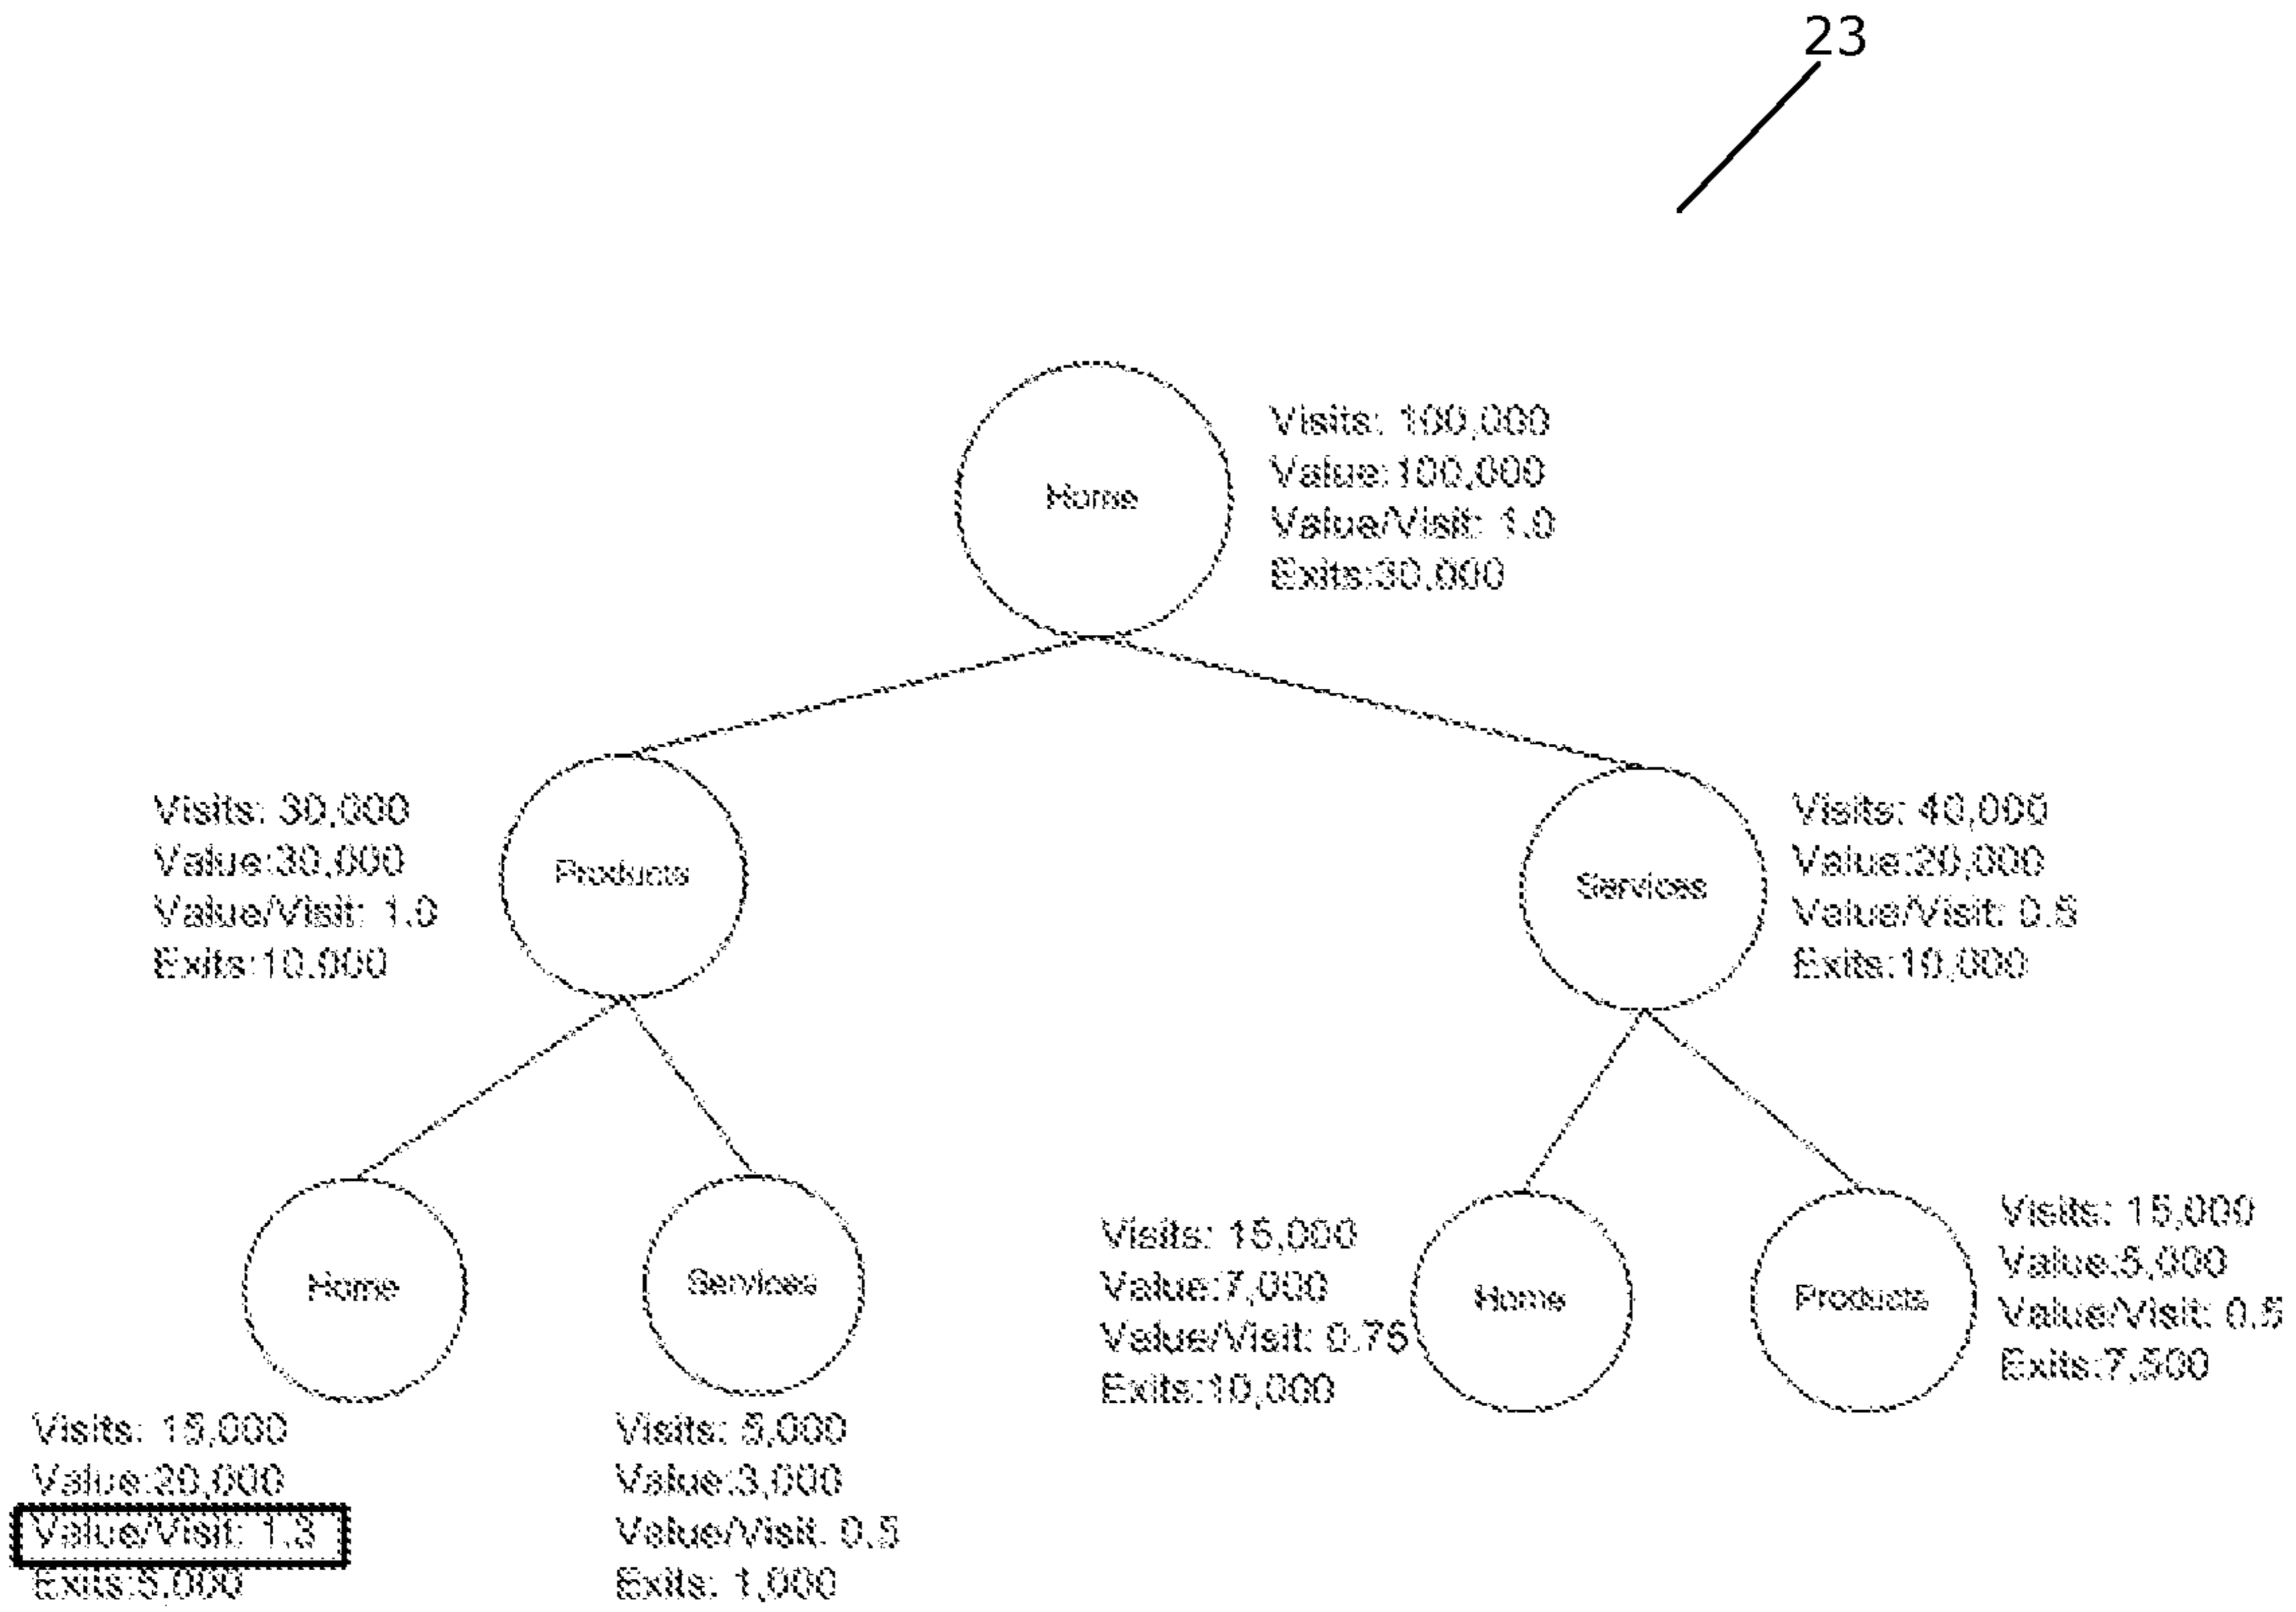 23
Home
Visits: 100,000
Value:100,000
Value/Visit: 1.0
Exits:30,000
Visits: 30,000
Value:30,000
Value/Visit: 1.0
Exits:10,000
Products
Services
Visits: 40,000
Value:20,000
Value/Visit: 0.5
Exits:10,000
Home
Visits: 15,000
Value:20,000
Value/Visit: 1.3
Exits:5,000
Services
Visits: 5,000
Value:3,000
Value/Visit: 0.5
Exits: 1,000
Visits: 15,000
Value:7,000
Value/Visit: 0.75
Exits:10,000
Home
Products
Visits: 15,000
Value:5,000
Value/Visit: 0.5
Exits:7,500